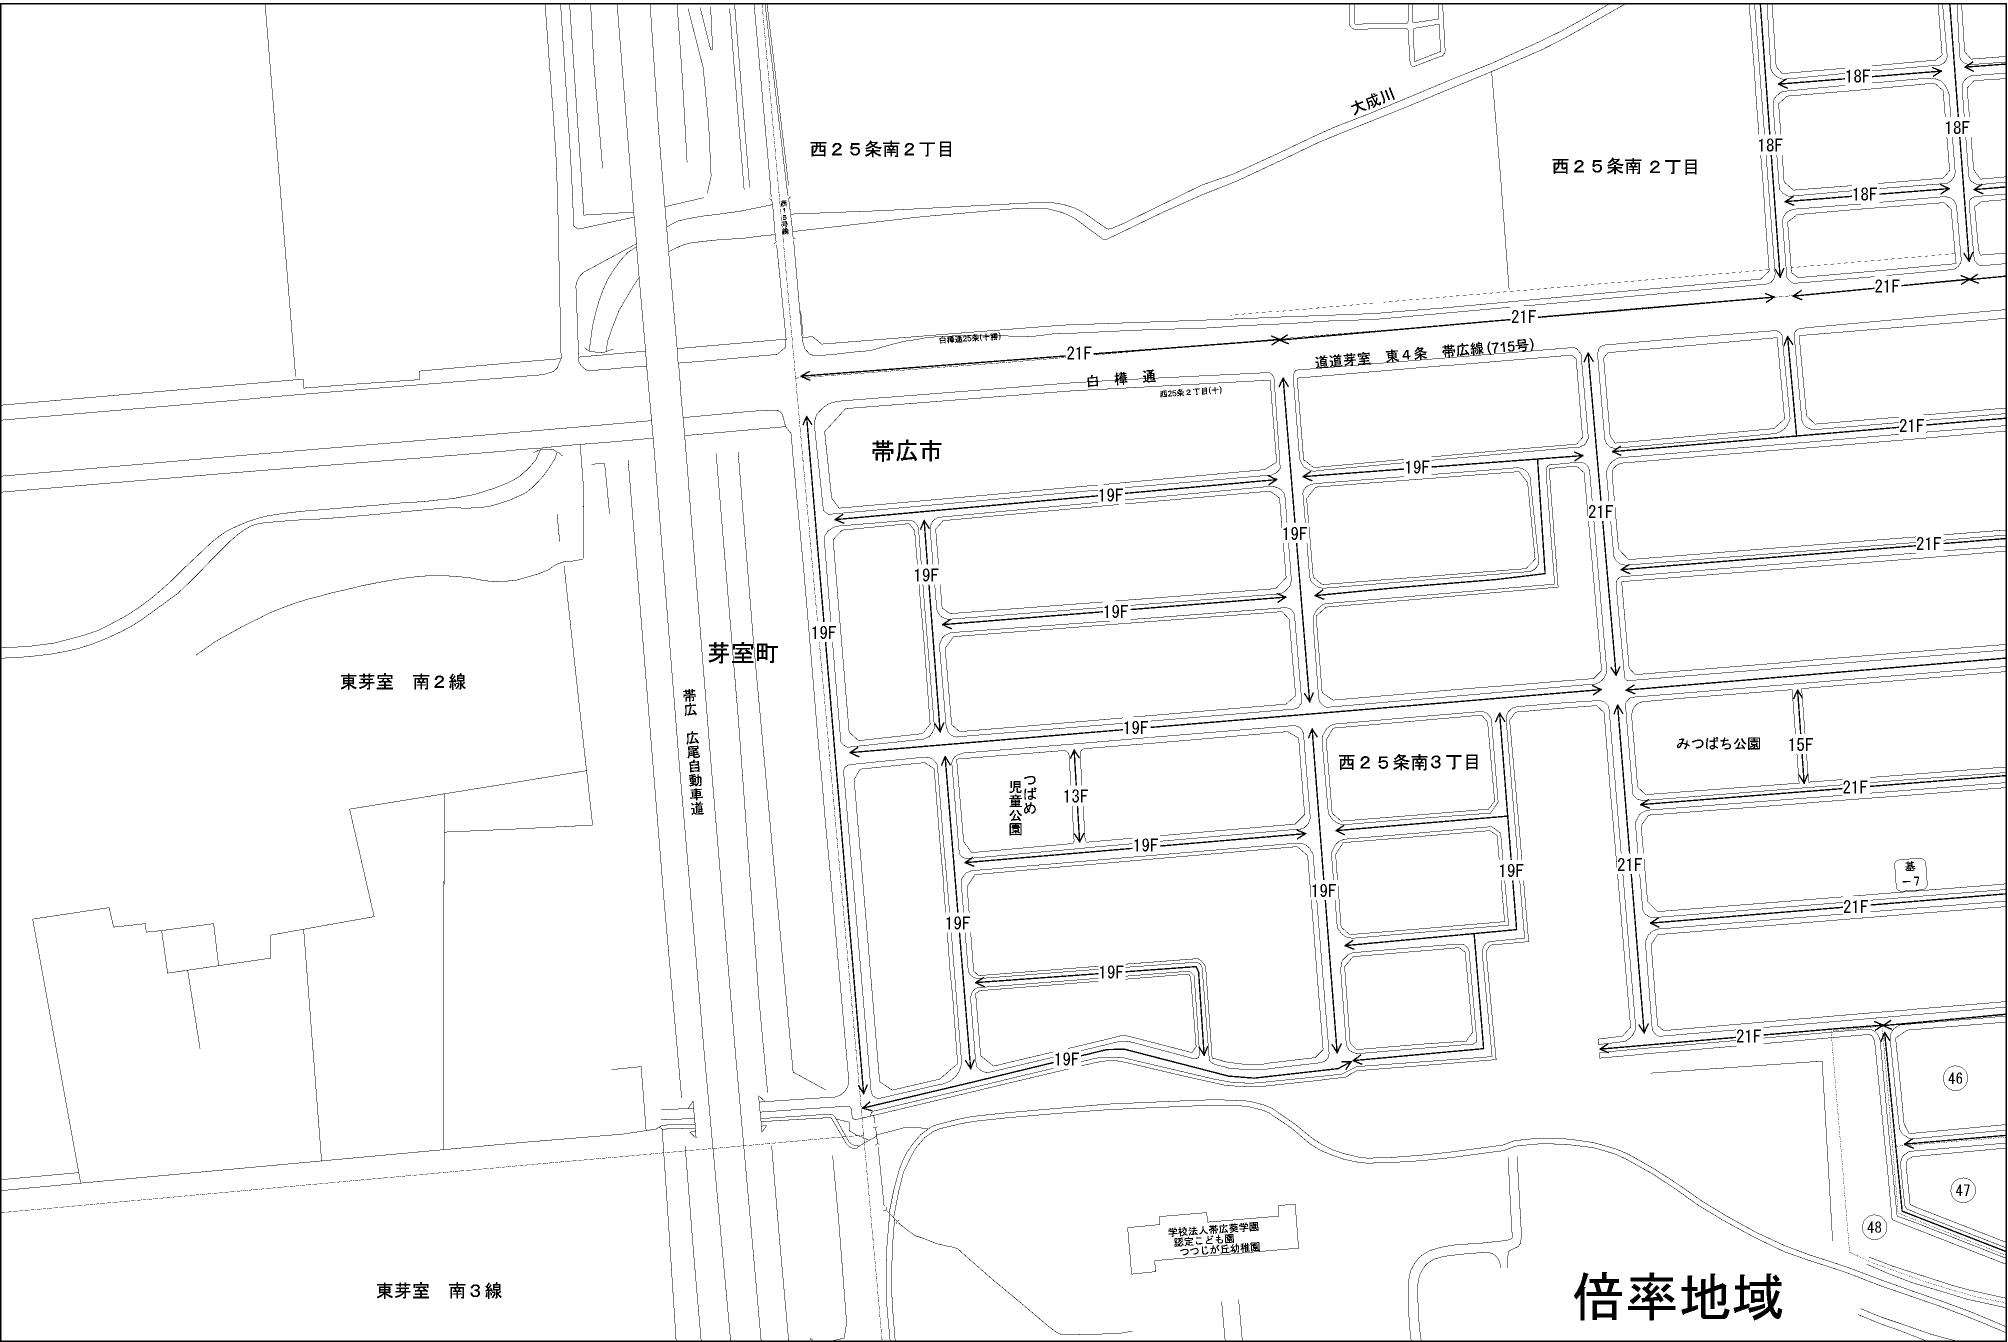 18F
大成川
18F
18F
西２５条南２丁目
西２５条南２丁目
18F
西18号線
21F
21F
白樺通25条(十勝)
21F
道道芽室　東４条　帯広線(715号)
白　樺　通
西25条２丁目(十)
21F
帯広市
19F
19F
21F
19F
21F
19F
19F
19F
芽室町
東芽室　南２線
帯広　広尾自動車道
19F
みつばち公園
15F
西２５条南３丁目
つばめ
児童公園
13F
21F
19F
21F
19F
墓
－7
19F
21F
19F
19F
21F
19F
46
47
48
学校法人帯広葵学園
認定こども園
つつじが丘幼稚園
東芽室　南３線
倍率地域